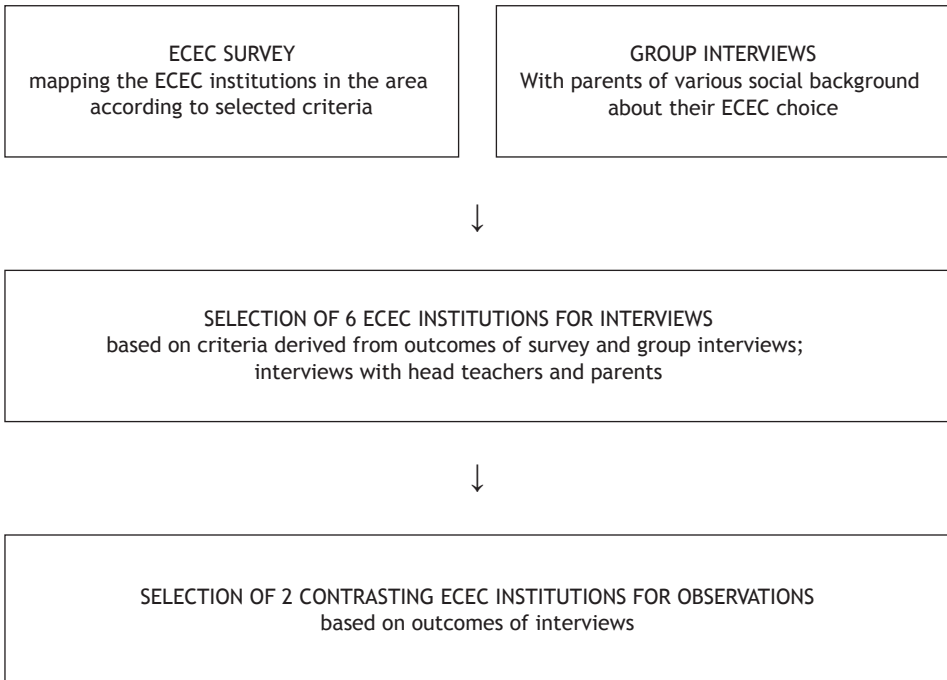 ECEC SURVEY
mapping the ECEC institutions in the area
according to selected criteria
GROUP INTERVIEWS
With parents of various social background
about their ECEC choice
↓
SELECTION OF 6 ECEC INSTITUTIONS FOR INTERVIEWS
based on criteria derived from outcomes of survey and group interviews;
interviews with head teachers and parents
↓
SELECTION OF 2 CONTRASTING ECEC INSTITUTIONS FOR OBSERVATIONS
based on outcomes of interviews